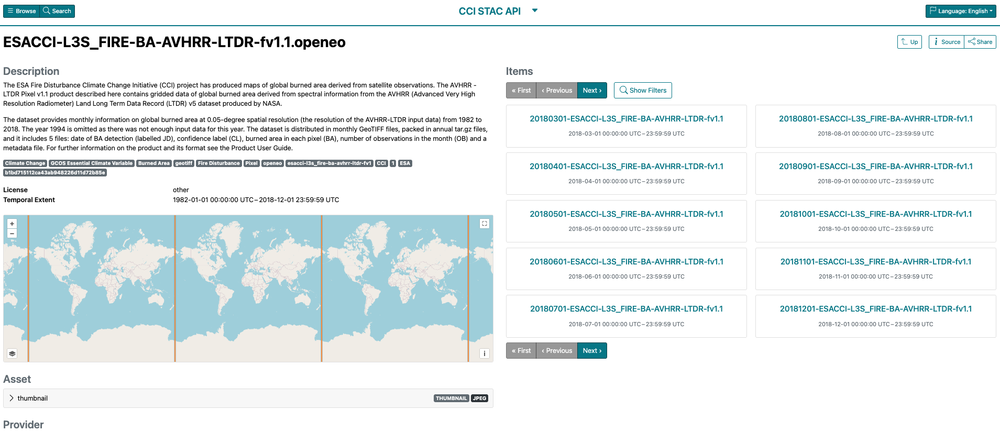 Browse
Search
CCI STAC API
Language: English
ESACCI-L3S_FIRE-BA-AVHRR-LTDR-fv1.1.openeo
Up
Source
Share
Description
The ESA Fire Disturbance Climate Change Initiative (CCI) project has produced maps of global burned area derived from satellite observations. The AVHRR -
LTDR Pixel v1.1 product described here contains gridded data of global burned area derived from spectral information from the AVHRR (Advanced Very High
Resolution Radiometer) Land Long Term Data Record (LTDR) v5 dataset produced by NASA.
The dataset provides monthly information on global burned area at 0.05-degree spatial resolution (the resolution of the AVHRR-LTDR input data) from 1982 to
2018. The year 1994 is omitted as there was not enough input data for this year. The dataset is distributed in monthly GeoTIFF files, packed in annual tar.gz files,
and it includes 5 files: date of BA detection (labelled JD), confidence label (CL), burned area in each pixel (BA), number of observations in the month (OB) and a
metadata file. For further information on the product and its format see the Product User Guide.
Climate Change GCOS Essential Climate Variable Burned Area geotiff Fire Disturbance Pixel openeo esacci-l3s_fire-ba-avhrr-ltdr-fv1 CCI 1 ESA
b1bd715112ca43ab948226d11d72b85e
License other
Temporal Extent 1982-01-01 00:00:00 UTC – 2018-12-01 23:59:59 UTC
+
−
i
Asset
thumbnail THUMBNAIL JPEG
Provider
Items
« First ‹ Previous Next › Show Filters
20180301-ESACCI-L3S_FIRE-BA-AVHRR-LTDR-fv1.1
2018-03-01 00:00:00 UTC – 23:59:59 UTC
20180801-ESACCI-L3S_FIRE-BA-AVHRR-LTDR-fv1.1
2018-08-01 00:00:00 UTC – 23:59:59 UTC
20180401-ESACCI-L3S_FIRE-BA-AVHRR-LTDR-fv1.1
2018-04-01 00:00:00 UTC – 23:59:59 UTC
20180901-ESACCI-L3S_FIRE-BA-AVHRR-LTDR-fv1.1
2018-09-01 00:00:00 UTC – 23:59:59 UTC
20180501-ESACCI-L3S_FIRE-BA-AVHRR-LTDR-fv1.1
2018-05-01 00:00:00 UTC – 23:59:59 UTC
20181001-ESACCI-L3S_FIRE-BA-AVHRR-LTDR-fv1.1
2018-10-01 00:00:00 UTC – 23:59:59 UTC
20180601-ESACCI-L3S_FIRE-BA-AVHRR-LTDR-fv1.1
2018-06-01 00:00:00 UTC – 23:59:59 UTC
20181101-ESACCI-L3S_FIRE-BA-AVHRR-LTDR-fv1.1
2018-11-01 00:00:00 UTC – 23:59:59 UTC
20180701-ESACCI-L3S_FIRE-BA-AVHRR-LTDR-fv1.1
2018-07-01 00:00:00 UTC – 23:59:59 UTC
20181201-ESACCI-L3S_FIRE-BA-AVHRR-LTDR-fv1.1
2018-12-01 00:00:00 UTC – 23:59:59 UTC
« First ‹ Previous Next ›